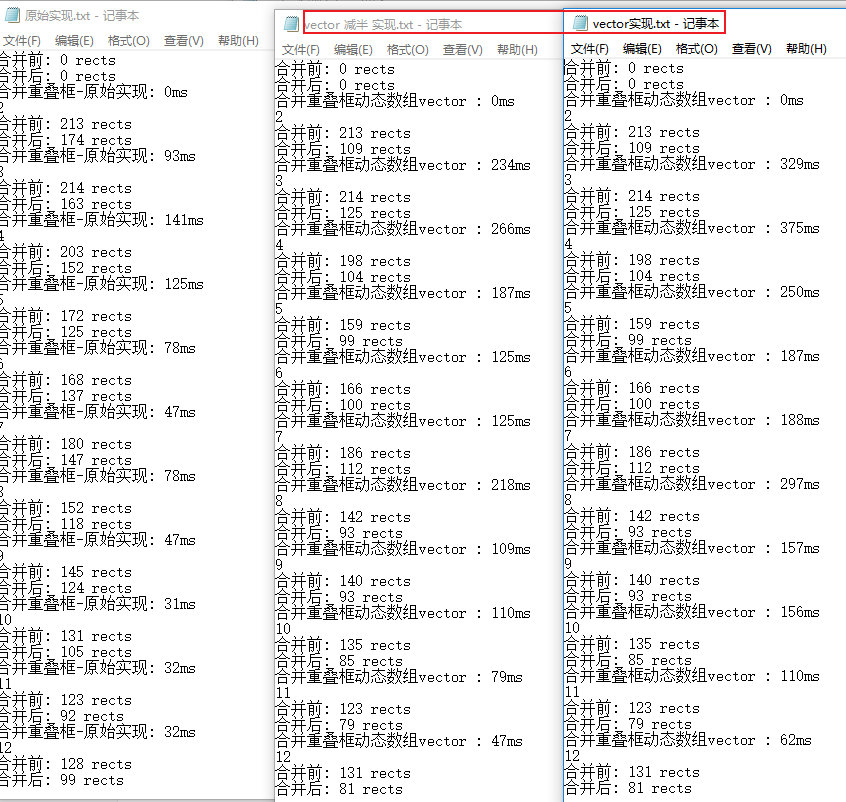 原始实现.txt - 记事本
文件(F) 编辑(E) 格式(O) 查看(V) 帮助(H)
合并前: 0 rects
合并后: 0 rects
合并重叠框-原始实现: 0ms
2
合并前: 213 rects
合并后: 174 rects
合并重叠框-原始实现: 93ms
3
合并前: 214 rects
合并后: 163 rects
合并重叠框-原始实现: 141ms
4
合并前: 203 rects
合并后: 152 rects
合并重叠框-原始实现: 125ms
5
合并前: 172 rects
合并后: 125 rects
合并重叠框-原始实现: 78ms
6
合并前: 168 rects
合并后: 137 rects
合并重叠框-原始实现: 47ms
7
合并前: 180 rects
合并后: 147 rects
合并重叠框-原始实现: 78ms
8
合并前: 152 rects
合并后: 118 rects
合并重叠框-原始实现: 47ms
9
合并前: 145 rects
合并后: 124 rects
合并重叠框-原始实现: 31ms
10
合并前: 131 rects
合并后: 105 rects
合并重叠框-原始实现: 32ms
11
合并前: 123 rects
合并后: 92 rects
合并重叠框-原始实现: 32ms
12
合并前: 128 rects
合并后: 99 rects
vector 减半 实现.txt - 记事本
文件(F) 编辑(E) 格式(O) 查看(V) 帮助(H)
合并前: 0 rects
合并后: 0 rects
合并重叠框动态数组vector : 0ms
2
合并前: 213 rects
合并后: 109 rects
合并重叠框动态数组vector : 234ms
3
合并前: 214 rects
合并后: 125 rects
合并重叠框动态数组vector : 266ms
4
合并前: 198 rects
合并后: 104 rects
合并重叠框动态数组vector : 187ms
5
合并前: 159 rects
合并后: 99 rects
合并重叠框动态数组vector : 125ms
6
合并前: 166 rects
合并后: 100 rects
合并重叠框动态数组vector : 125ms
7
合并前: 186 rects
合并后: 112 rects
合并重叠框动态数组vector : 218ms
8
合并前: 142 rects
合并后: 93 rects
合并重叠框动态数组vector : 109ms
9
合并前: 140 rects
合并后: 93 rects
合并重叠框动态数组vector : 110ms
10
合并前: 135 rects
合并后: 85 rects
合并重叠框动态数组vector : 79ms
11
合并前: 123 rects
合并后: 79 rects
合并重叠框动态数组vector : 47ms
12
合并前: 131 rects
合并后: 81 rects
vector实现.txt - 记事本
文件(F) 编辑(E) 格式(O) 查看(V) 帮助(H)
合并前: 0 rects
合并后: 0 rects
合并重叠框动态数组vector : 0ms
2
合并前: 213 rects
合并后: 109 rects
合并重叠框动态数组vector : 329ms
3
合并前: 214 rects
合并后: 125 rects
合并重叠框动态数组vector : 375ms
4
合并前: 198 rects
合并后: 104 rects
合并重叠框动态数组vector : 250ms
5
合并前: 159 rects
合并后: 99 rects
合并重叠框动态数组vector : 187ms
6
合并前: 166 rects
合并后: 100 rects
合并重叠框动态数组vector : 188ms
7
合并前: 186 rects
合并后: 112 rects
合并重叠框动态数组vector : 297ms
8
合并前: 142 rects
合并后: 93 rects
合并重叠框动态数组vector : 157ms
9
合并前: 140 rects
合并后: 93 rects
合并重叠框动态数组vector : 156ms
10
合并前: 135 rects
合并后: 85 rects
合并重叠框动态数组vector : 110ms
11
合并前: 123 rects
合并后: 79 rects
合并重叠框动态数组vector : 62ms
12
合并前: 131 rects
合并后: 81 rects